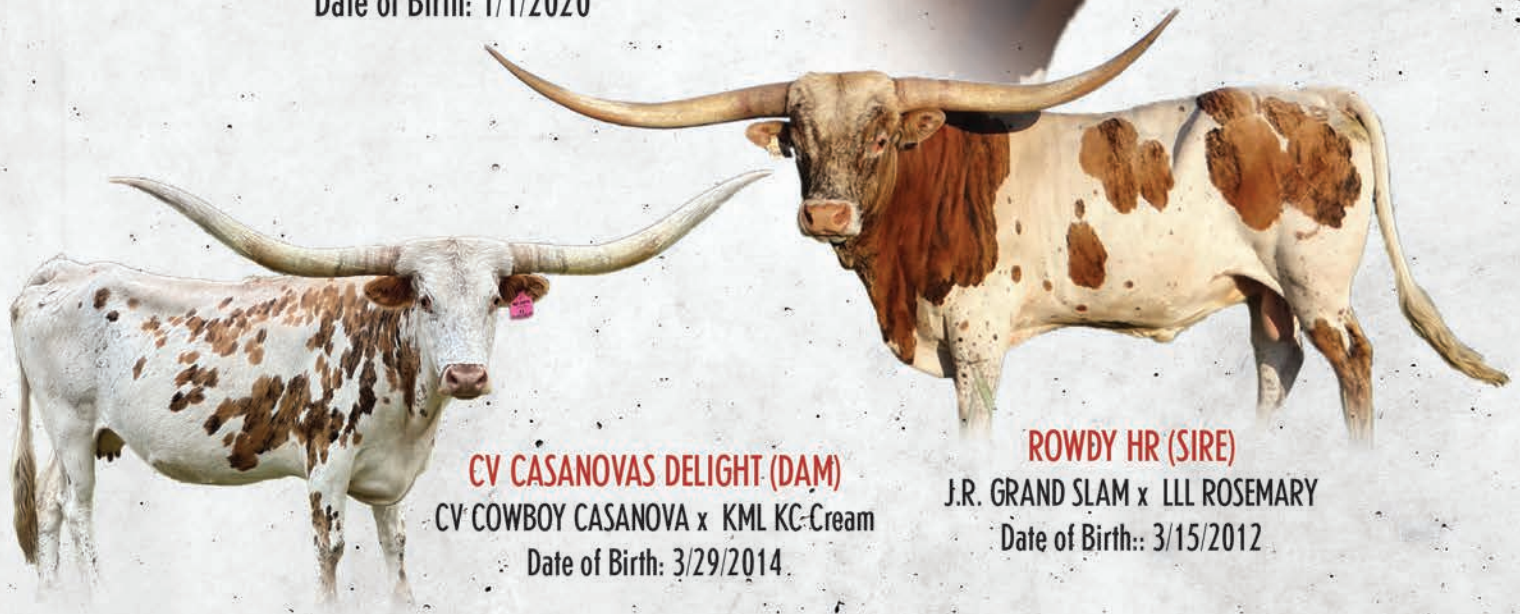 Date of Birth: 1/1/2020
CV CASANOVAS DELIGHT (DAM)
CV COWBOY CASANOVA x KML KC Cream
Date of Birth: 3/29/2014
ROWDY HR (SIRE)
J.R. GRAND SLAM x LLL ROSEMARY
Date of Birth:: 3/15/2012